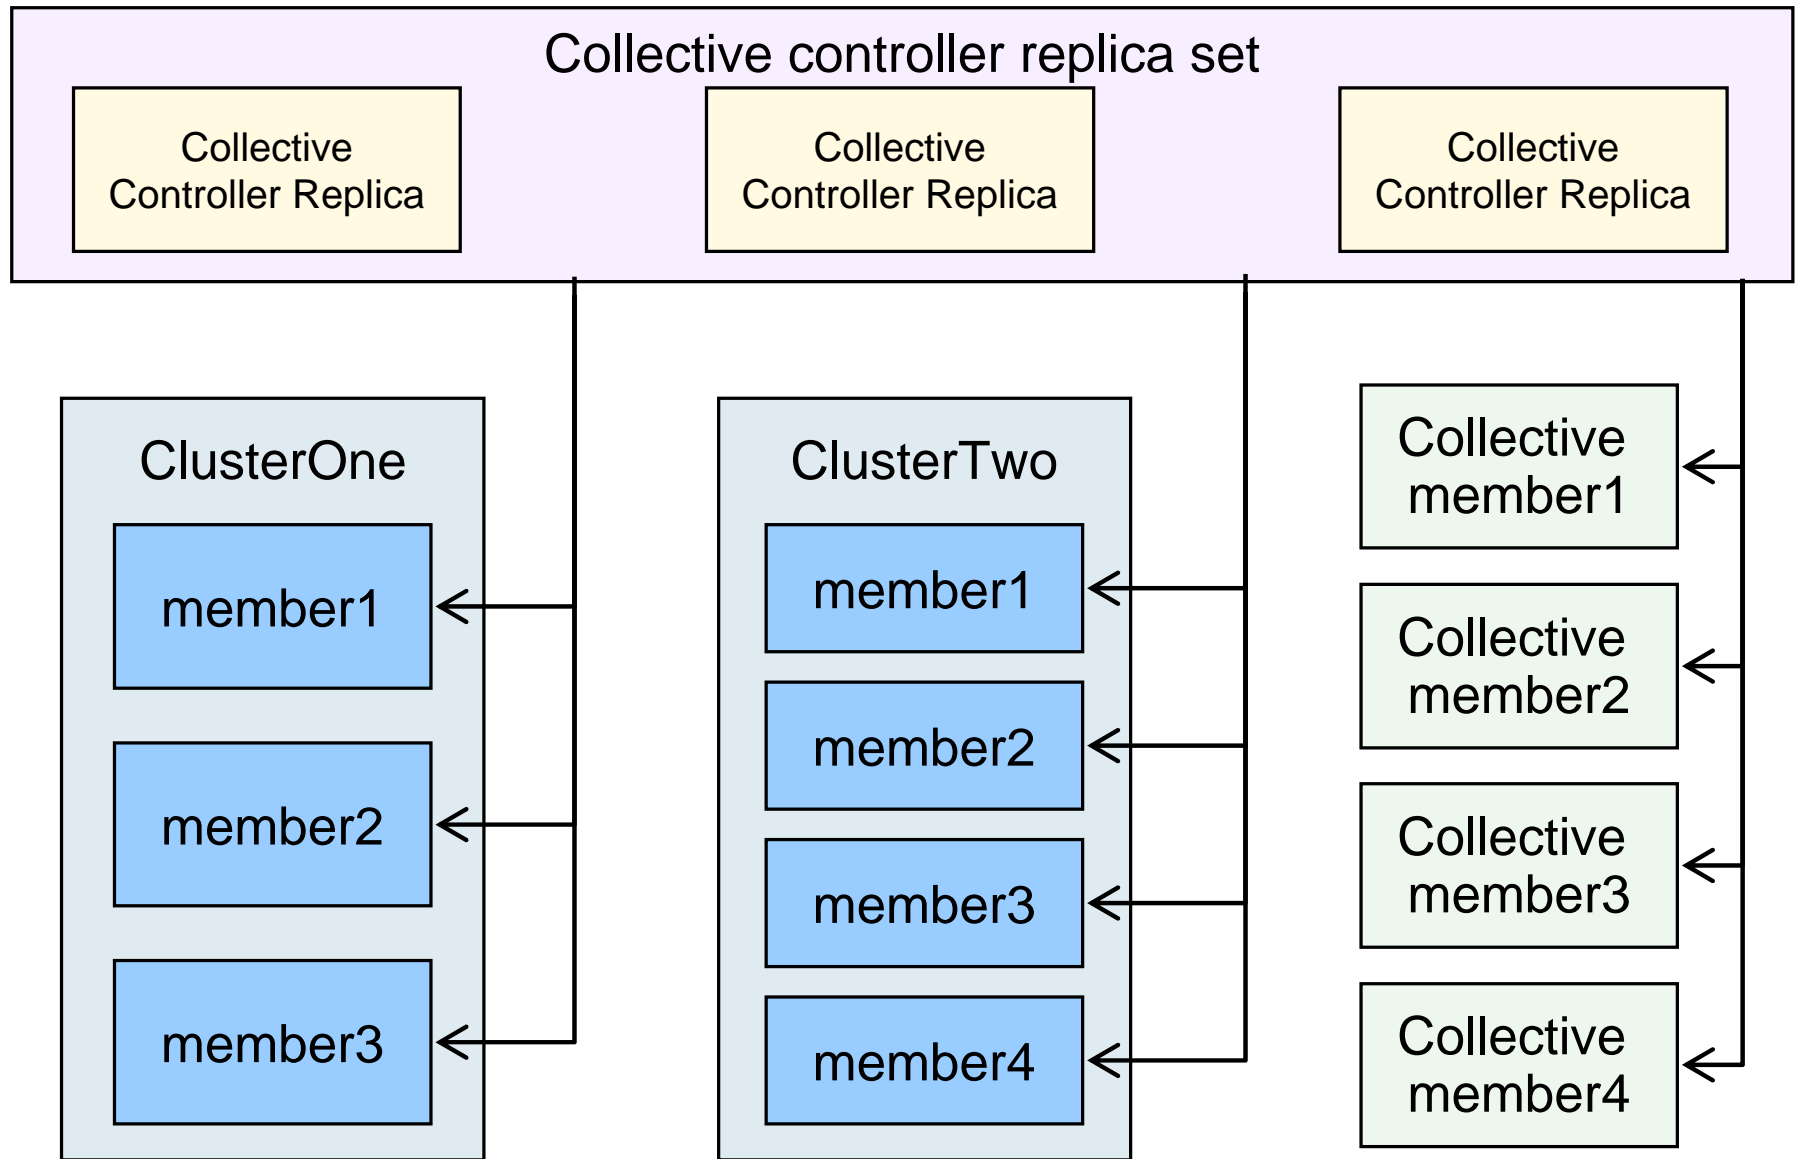 Collective controller replica set
Collective
Controller Replica
Collective
Controller Replica
Collective
Controller Replica
ClusterOne
member1
member2
member3
ClusterTwo
member1
member2
member3
member4
Collective
member1
Collective
member2
Collective
member3
Collective
member4